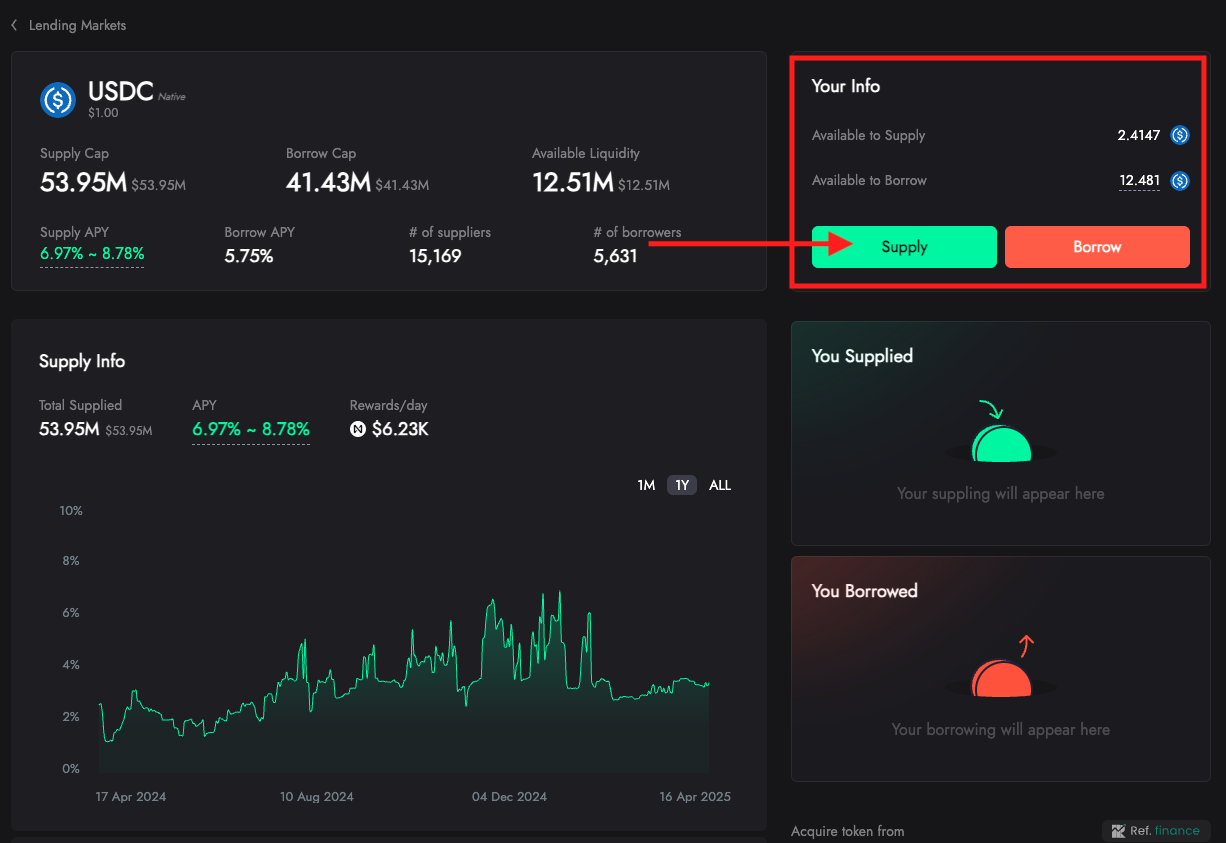 Lending Markets
USDC Native
$1.00
Supply Cap
53.95M $53.95M
Borrow Cap
41.43M $41.43M
Available Liquidity
12.51M $12.51M
Supply APY
6.97% ~ 8.78%
Borrow APY
5.75%
# of suppliers
15,169
# of borrowers
5,631
Your Info
Available to Supply 2.4147
Available to Borrow 12.481
Supply Borrow
Supply Info
Total Supplied
53.95M $53.95M
APY
6.97% ~ 8.78%
Rewards/day
$6.23K
1M 1Y ALL
10%
8%
6%
4%
2%
0%
17 Apr 2024 10 Aug 2024 04 Dec 2024 16 Apr 2025
You Supplied
Your suppling will appear here
You Borrowed
Your borrowing will appear here
Acquire token from Ref. finance